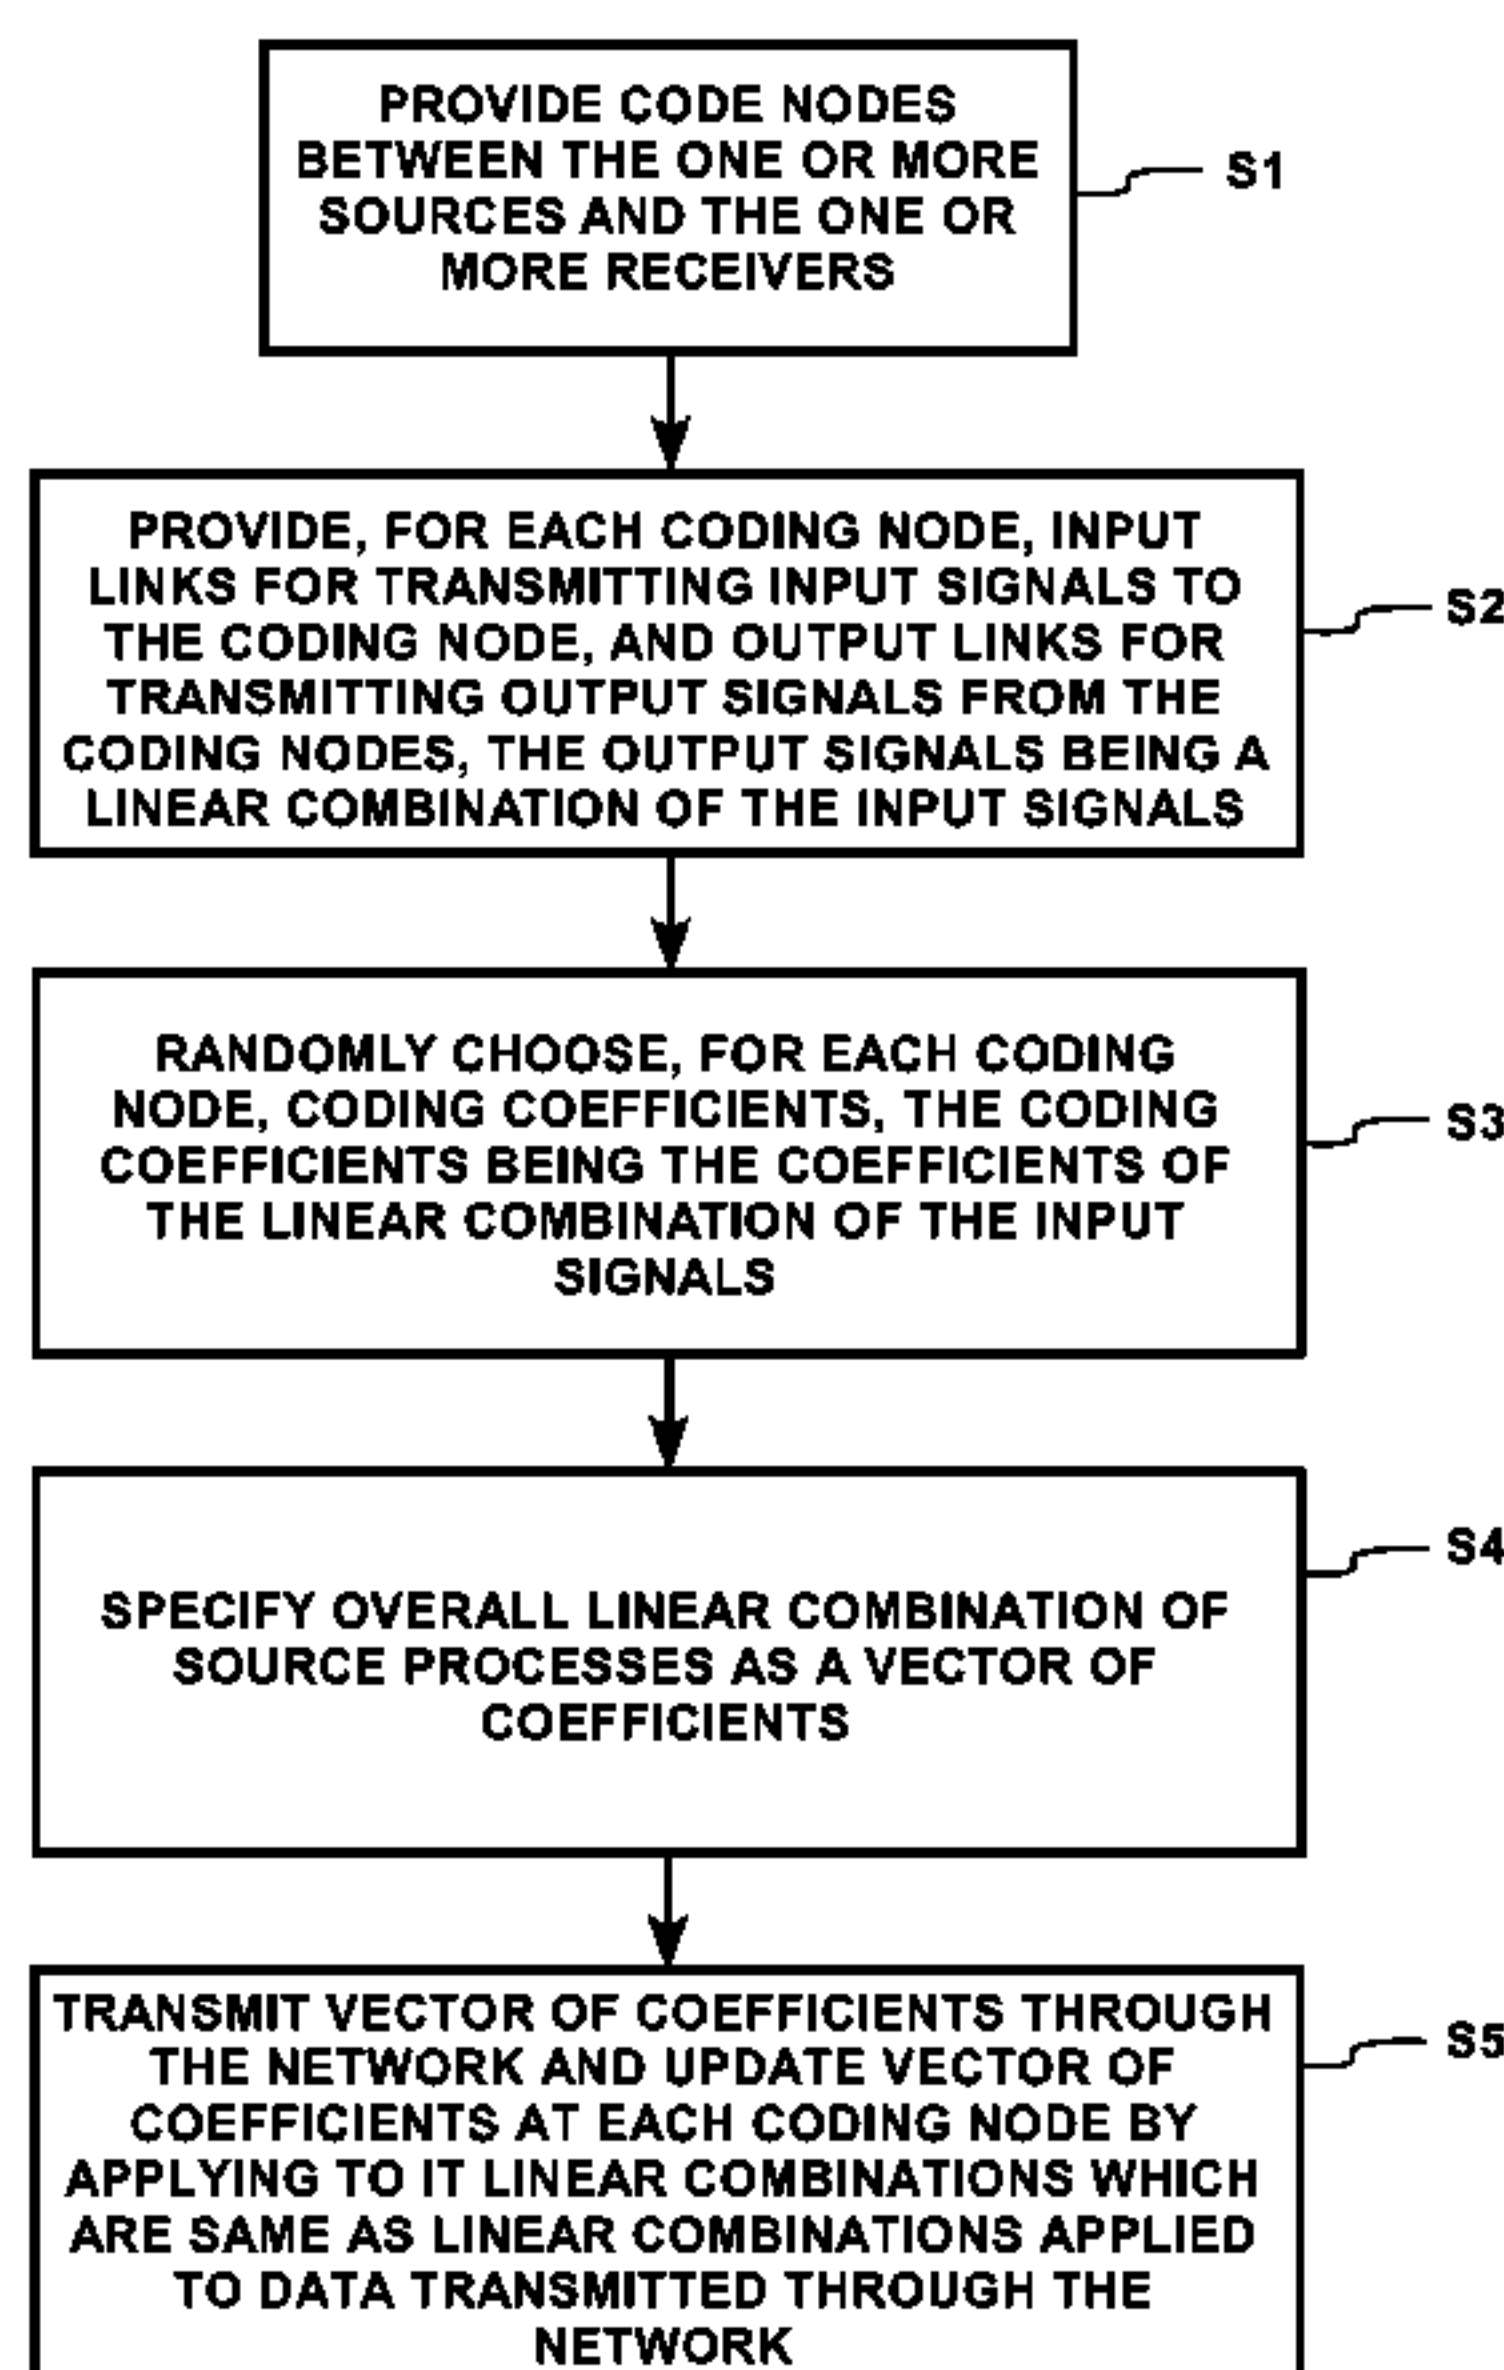 PROVIDE CODE NODES
BETWEEN THE ONE OR MORE
SOURCES AND THE ONE OR
MORE RECEIVERS
S1
PROVIDE, FOR EACH CODING NODE, INPUT
LINKS FOR TRANSMITTING INPUT SIGNALS TO
THE CODING NODE, AND OUTPUT LINKS FOR
TRANSMITTING OUTPUT SIGNALS FROM THE
CODING NODES, THE OUTPUT SIGNALS BEING A
LINEAR COMBINATION OF THE INPUT SIGNALS
S2
RANDOMLY CHOOSE, FOR EACH CODING
NODE, CODING COEFFICIENTS, THE CODING
COEFFICIENTS BEING THE COEFFICIENTS OF
THE LINEAR COMBINATION OF THE INPUT
SIGNALS
S3
SPECIFY OVERALL LINEAR COMBINATION OF
SOURCE PROCESSES AS A VECTOR OF
COEFFICIENTS
S4
TRANSMIT VECTOR OF COEFFICIENTS THROUGH
THE NETWORK AND UPDATE VECTOR OF
COEFFICIENTS AT EACH CODING NODE BY
APPLYING TO IT LINEAR COMBINATIONS WHICH
ARE SAME AS LINEAR COMBINATIONS APPLIED
TO DATA TRANSMITTED THROUGH THE
NETWORK
S5